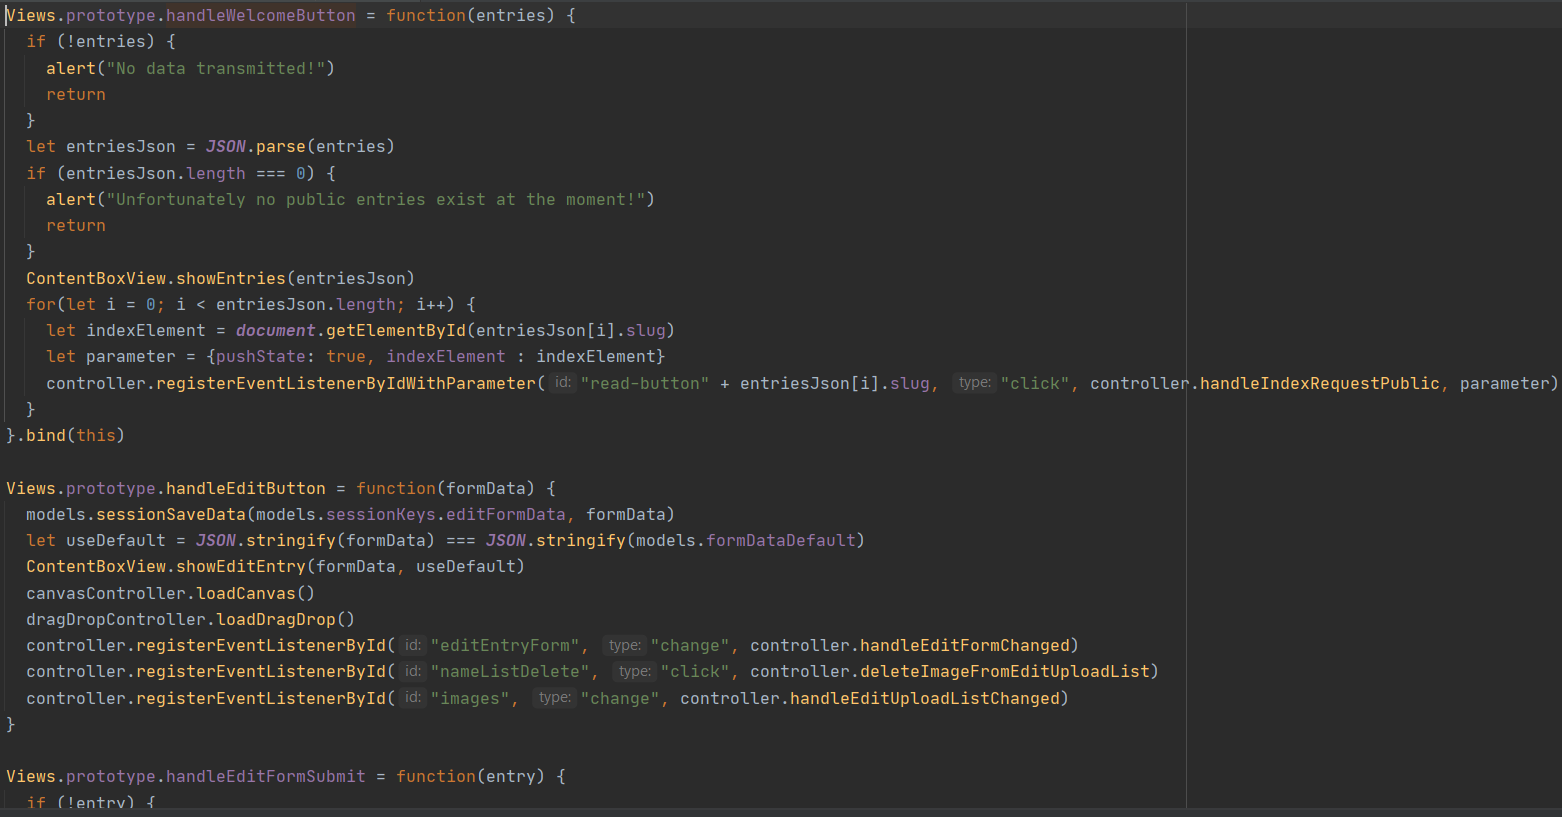 Views.prototype.handleWelcomeButton = function(entries) {
  if (!entries) {
    alert("No data transmitted!")
    return
  }
  let entriesJson = JSON.parse(entries)
  if (entriesJson.length === 0) {
    alert("Unfortunately no public entries exist at the moment!")
    return
  }
  ContentBoxView.showEntries(entriesJson)
  for(let i = 0; i < entriesJson.length; i++) {
    let indexElement = document.getElementById(entriesJson[i].slug)
    let parameter = {pushState: true, indexElement : indexElement}
    controller.registerEventListenerByIdWithParameter( id: "read-button" + entriesJson[i].slug, type: "click", controller.handleIndexRequestPublic, parameter)
  }
}.bind(this)

Views.prototype.handleEditButton = function(formData) {
  models.sessionSaveData(models.sessionKeys.editFormData, formData)
  let useDefault = JSON.stringify(formData) === JSON.stringify(models.formDataDefault)
  ContentBoxView.showEditEntry(formData, useDefault)
  canvasController.loadCanvas()
  dragDropController.loadDragDrop()
  controller.registerEventListenerById( id: "editEntryForm", type: "change", controller.handleEditFormChanged)
  controller.registerEventListenerById( id: "nameListDelete", type: "click", controller.deleteImageFromEditUploadList)
  controller.registerEventListenerById( id: "images", type: "change", controller.handleEditUploadListChanged)
}

Views.prototype.handleEditFormSubmit = function(entry) {
  if (!entry) {